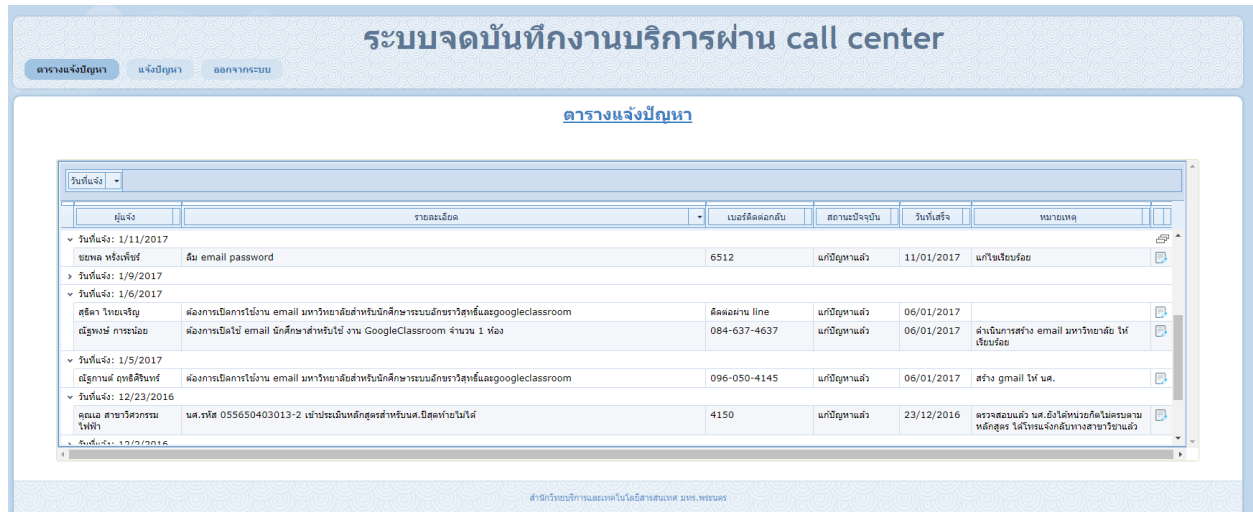 ระบบจดบันทึกงานบริการผ่าน call center
ตารางแจ้งปัญหา แจ้งปัญหา ออกจากระบบ
ตารางแจ้งปัญหา
วันที่แจ้ง
ผู้แจ้ง รายละเอียด เบอร์ติดต่อกลับ สถานะปัจจุบัน วันที่เสร็จ หมายเหตุ
วันที่แจ้ง: 1/11/2017
ชยพล หรั่งเพ็ชร์ ลืม email password 6512 แก้ปัญหาแล้ว 11/01/2017 แก้ไขเรียบร้อย
วันที่แจ้ง: 1/9/2017
วันที่แจ้ง: 1/6/2017
สุธิตา ไทยเจริญ ต้องการเปิดการใช้งาน email มหาวิทยาลัยสำหรับนักศึกษาระบบอักขราวิสุทธิ์และgoogleclassroom ติดต่อผ่าน line แก้ปัญหาแล้ว 06/01/2017
ณัฐพงษ์ การะน้อย ต้องการเปิดใช้ email นักศึกษาสำหรับใช้ งาน GoogleClassroom จำนวน 1 ห้อง 084-637-4637 แก้ปัญหาแล้ว 06/01/2017 ดำเนินการสร้าง email มหาวิทยาลัย ให้
เรียบร้อย
วันที่แจ้ง: 1/5/2017
ณัฐกานต์ ฤทธิ์ศิรินทร์ ต้องการเปิดการใช้งาน email มหาวิทยาลัยสำหรับนักศึกษาระบบอักขราวิสุทธิ์และgoogleclassroom 096-050-4145 แก้ปัญหาแล้ว 06/01/2017 สร้าง gmail ให้ นศ.
วันที่แจ้ง: 12/23/2016
คุณเอ สาขาวิศวกรรม นศ.รหัส 055650403013-2 เข้าประเมินหลักสูตรสำหรับนศ.ปีสุดท้ายไม่ได้ 4150 แก้ปัญหาแล้ว 23/12/2016 ตรวจสอบแล้ว นศ.ยังได้หน่วยกิตไม่ครบตาม
ไฟฟ้า หลักสูตร ได้โทรแจ้งกลับทางสาขาวิชาแล้ว
วันที่แจ้ง: 12/2/2016
สำนักวิทยบริการและเทคโนโลยีสารสนเทศ มทร.พระนคร